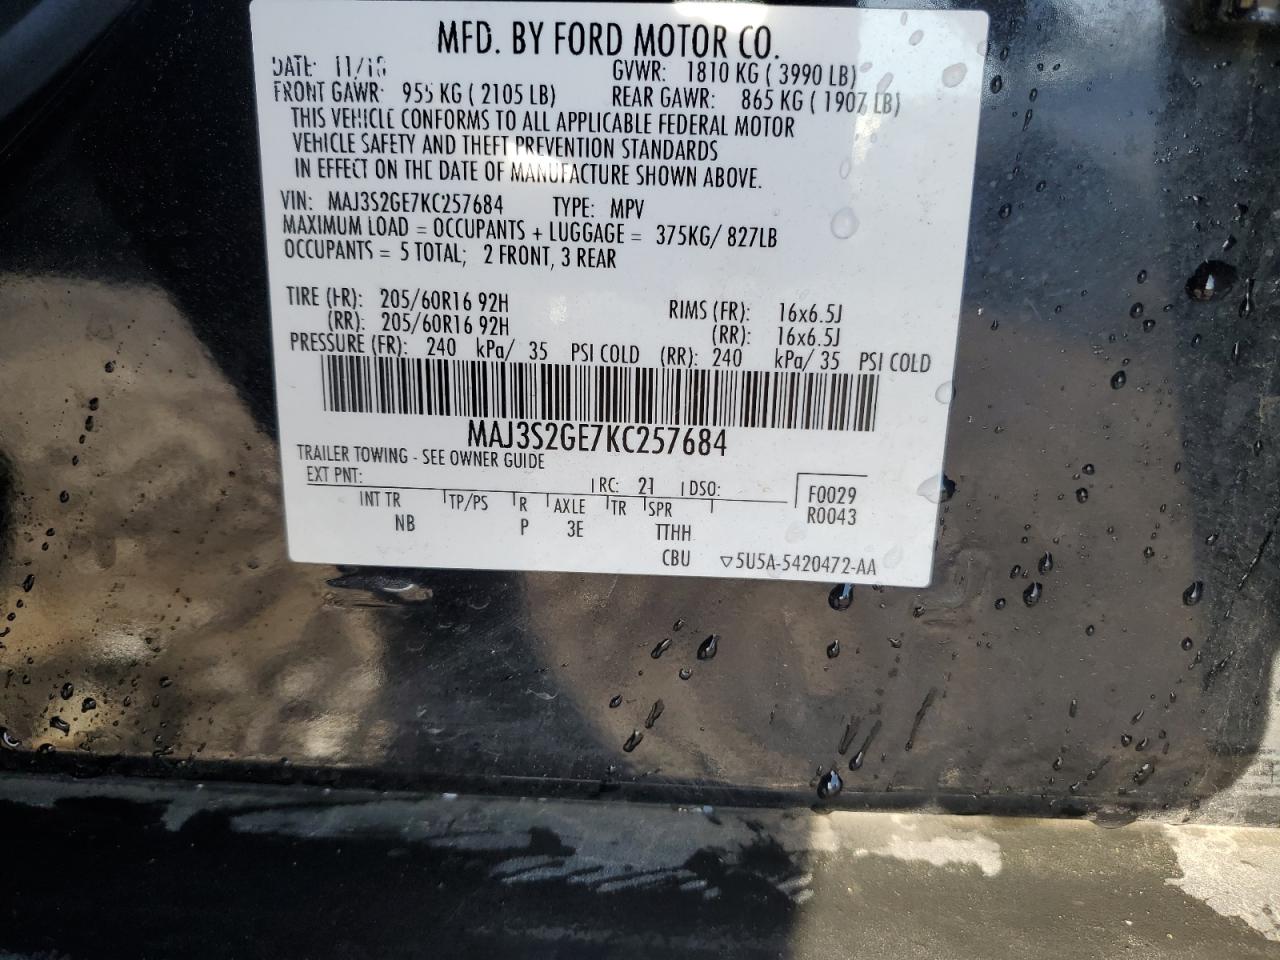 MFD. BY FORD MOTOR CO.
DATE: 11/18 GVWR: 1810 KG ( 3990 LB)
FRONT GAWR: 955 KG ( 2105 LB) REAR GAWR: 865 KG ( 1907 LB)
THIS VEHICLE CONFORMS TO ALL APPLICABLE FEDERAL MOTOR
VEHICLE SAFETY AND THEFT PREVENTION STANDARDS
IN EFFECT ON THE DATE OF MANUFACTURE SHOWN ABOVE.
VIN: MAJ3S2GE7KC257684 TYPE: MPV
MAXIMUM LOAD = OCCUPANTS + LUGGAGE = 375KG/ 827LB
OCCUPANTS = 5 TOTAL; 2 FRONT, 3 REAR
TIRE (FR): 205/60R16 92H RIMS (FR): 16x6.5J
(RR): 205/60R16 92H (RR): 16x6.5J
PRESSURE (FR): 240 kPa/ 35 PSI COLD (RR): 240 kPa/ 35 PSI COLD
MAJ3S2GE7KC257684
TRAILER TOWING - SEE OWNER GUIDE
EXT PNT: RC: 21 DSO: F0029
INT TR TP/PS R AXLE TR SPR R0043
NB P 3E TTHH
CBU ▽5U5A-5420472-AA